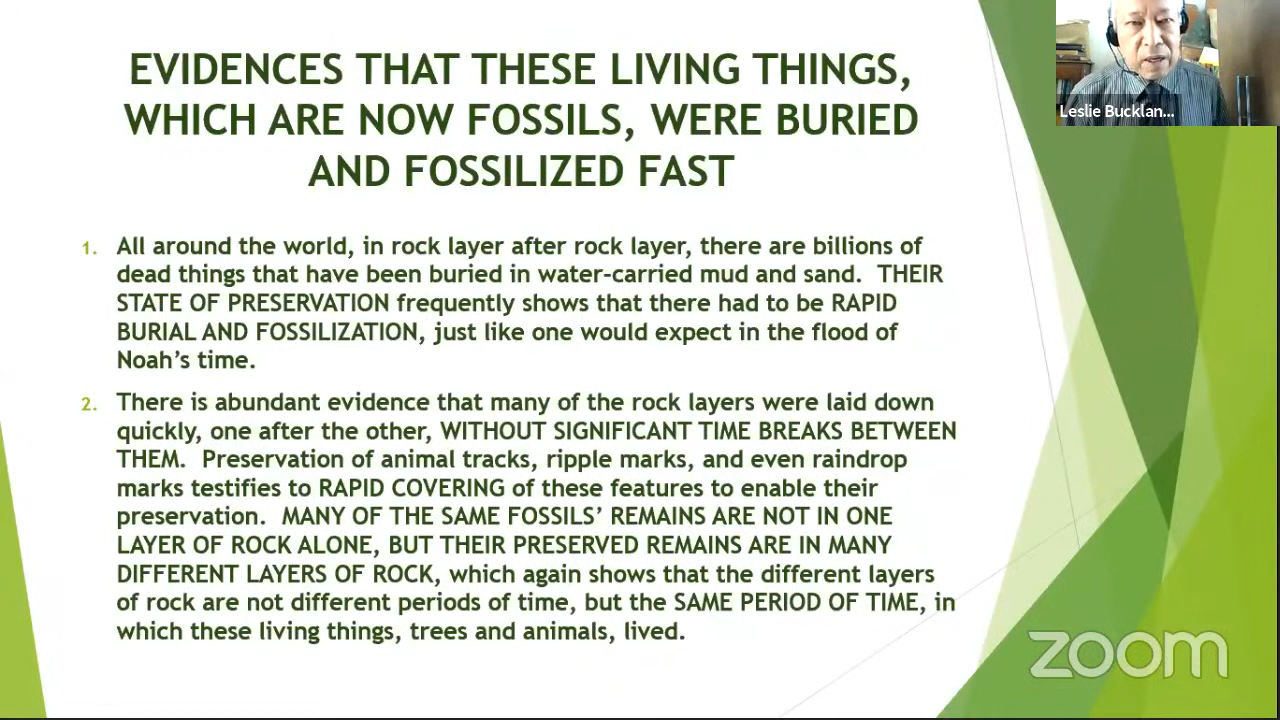 EVIDENCES THAT THESE LIVING THINGS,
WHICH ARE NOW FOSSILS, WERE BURIED
AND FOSSILIZED FAST
Leslie Bucklan...
1. All around the world, in rock layer after rock layer, there are billions of
dead things that have been buried in water-carried mud and sand. THEIR
STATE OF PRESERVATION frequently shows that there had to be RAPID
BURIAL AND FOSSILIZATION, just like one would expect in the flood of
Noah's time.
2. There is abundant evidence that many of the rock layers were laid down
quickly, one after the other, WITHOUT SIGNIFICANT TIME BREAKS BETWEEN
THEM. Preservation of animal tracks, ripple marks, and even raindrop
marks testifies to RAPID COVERING of these features to enable their
preservation. MANY OF THE SAME FOSSILS' REMAINS ARE NOT IN ONE
LAYER OF ROCK ALONE, BUT THEIR PRESERVED REMAINS ARE IN MANY
DIFFERENT LAYERS OF ROCK, which again shows that the different layers
of rock are not different periods of time, but the SAME PERIOD OF TIME, in
which these living things, trees and animals, lived.
zoom